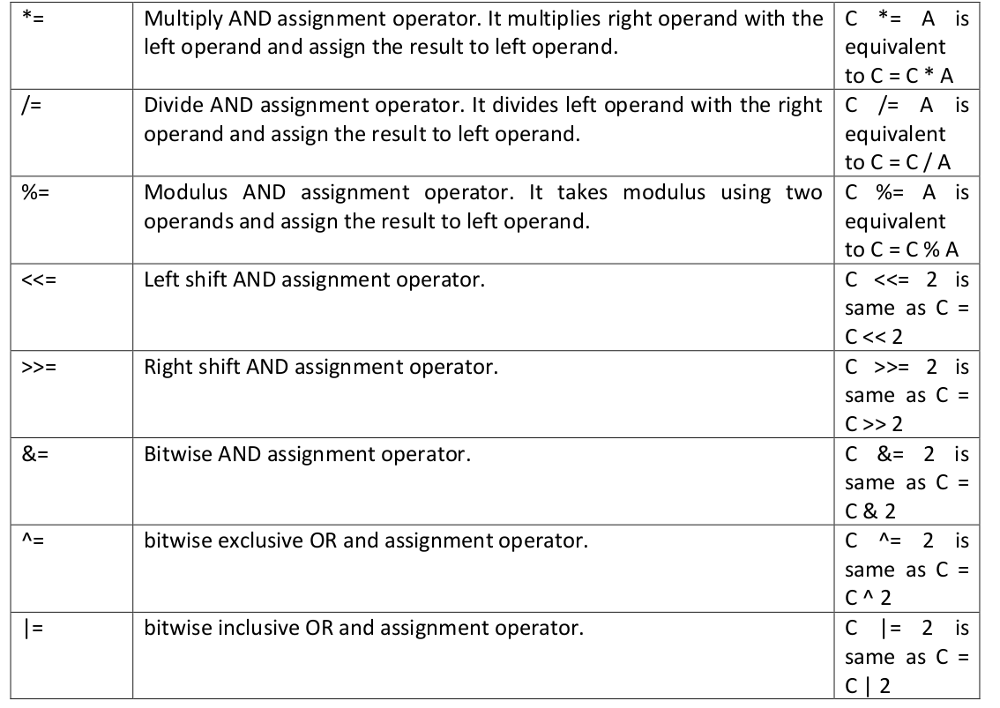 *=
Multiply AND assignment operator. It multiplies right operand with the
left operand and assign the result to left operand.
C *= A is
equivalent
to C = C * A
/=
Divide AND assignment operator. It divides left operand with the right
operand and assign the result to left operand.
C /= A is
equivalent
to C = C / A
%=
Modulus AND assignment operator. It takes modulus using two
operands and assign the result to left operand.
C %= A is
equivalent
to C = C % A
<<=
Left shift AND assignment operator.
C <<= 2 is
same as C =
C << 2
>>=
Right shift AND assignment operator.
C >>= 2 is
same as C =
C >> 2
&=
Bitwise AND assignment operator.
C &= 2 is
same as C =
C & 2
^=
bitwise exclusive OR and assignment operator.
C ^= 2 is
same as C =
C ^ 2
|=
bitwise inclusive OR and assignment operator.
C |= 2 is
same as C =
C | 2